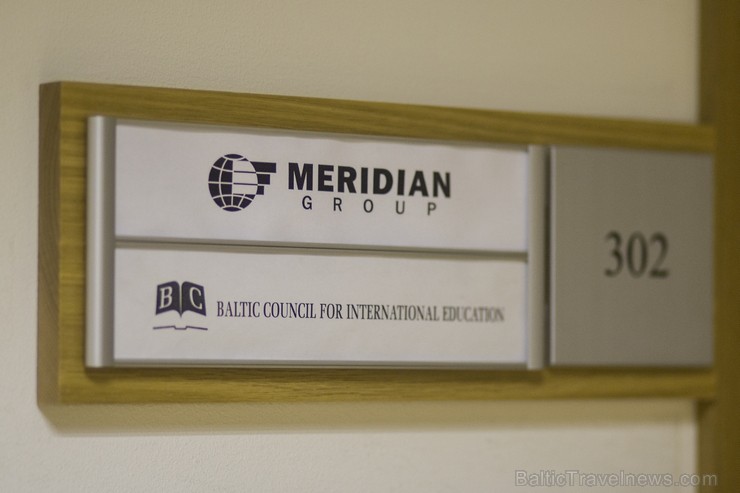 MERIDIAN
GROUP
302
BC
BALTIC COUNCIL FOR INTERNATIONAL EDUCATION
BalticTravelnews.com